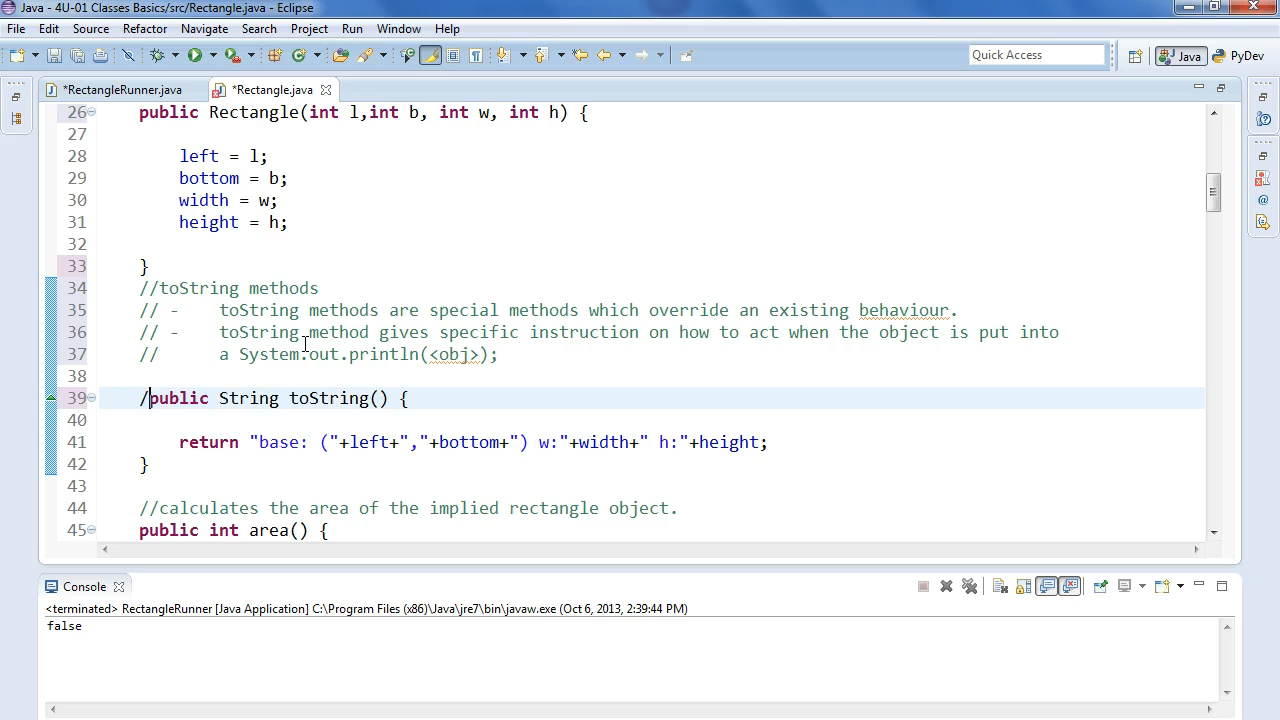 Java - 4U-01 Classes Basics/src/Rectangle.java - Eclipse
File Edit Source Refactor Navigate Search Project Run Window Help
Quick Access Java PyDev
*RectangleRunner.java *Rectangle.java
26 public Rectangle(int l,int b, int w, int h) {
27
28 left = l;
29 bottom = b;
30 width = w;
31 height = h;
32
33 }
34 //toString methods
35 // - toString methods are special methods which override an existing behaviour.
36 // - toString method gives specific instruction on how to act when the object is put into
37 // a System.out.println(<obj>);
38
39 /public String toString() {
40
41 return "base: ("+left+","+bottom+") w:"+width+" h:"+height;
42 }
43
44 //calculates the area of the implied rectangle object.
45 public int area() {
Console
<terminated> RectangleRunner [Java Application] C:\Program Files (x86)\Java\jre7\bin\javaw.exe (Oct 6, 2013, 2:39:44 PM)
false